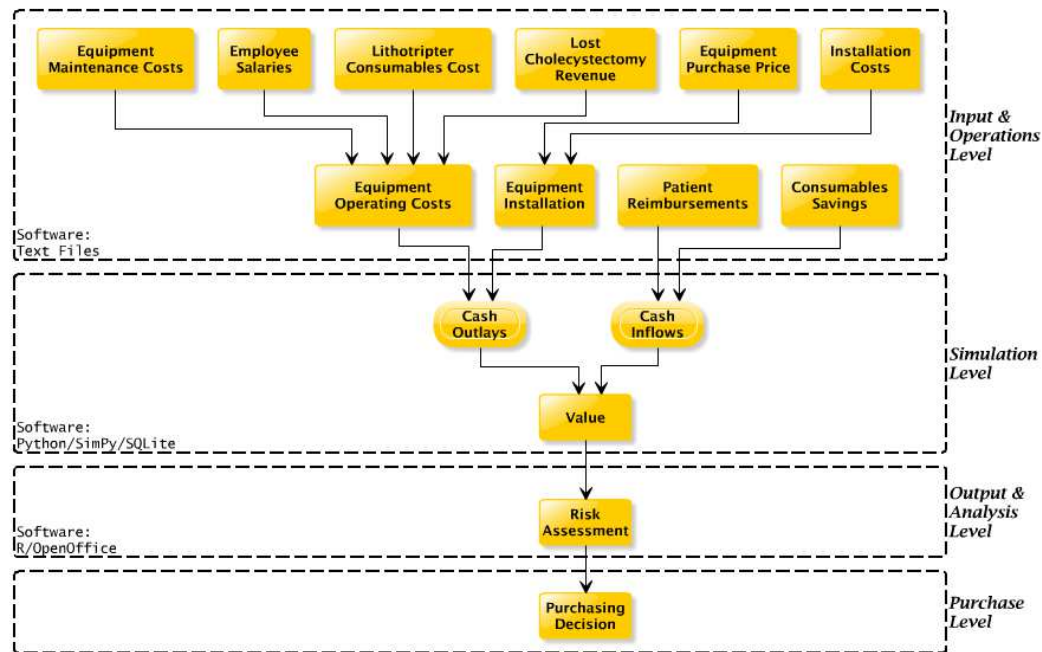 Equipment
Maintenance Costs
Employee
Salaries
Lithotripter
Consumables Cost
Lost
Cholecystectomy
Revenue
Equipment
Purchase Price
Installation
Costs
Input &
Operations
Level
Equipment
Operating Costs
Equipment
Installation
Patient
Reimbursements
Consumables
Savings
Software:
Text Files
Cash
Outlays
Cash
Inflows
Simulation
Level
Value
Software:
Python/SimPy/SQLite
Output &
Analysis
Level
Risk
Assessment
Software:
R/OpenOffice
Purchasing
Decision
Purchase
Level